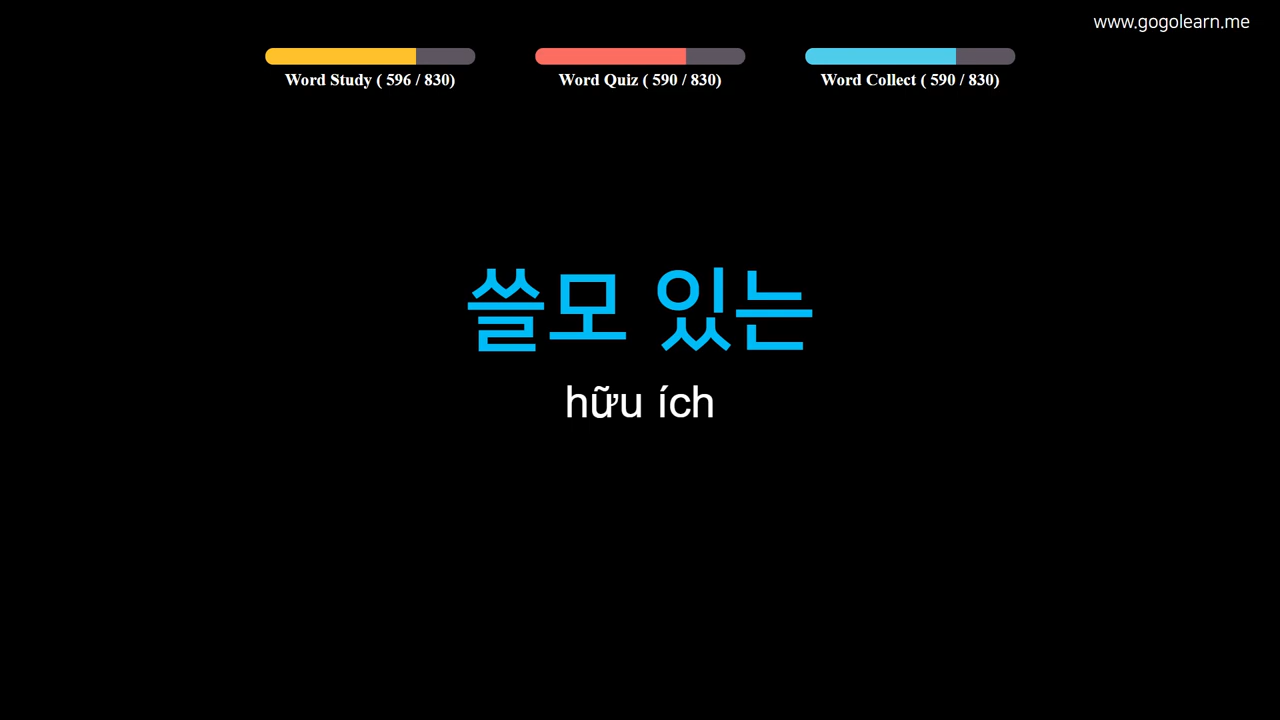 www.gogolearn.me
Word Study ( 596 / 830)
Word Quiz ( 590 / 830)
Word Collect ( 590 / 830)
쓸모 있는
hữu ích